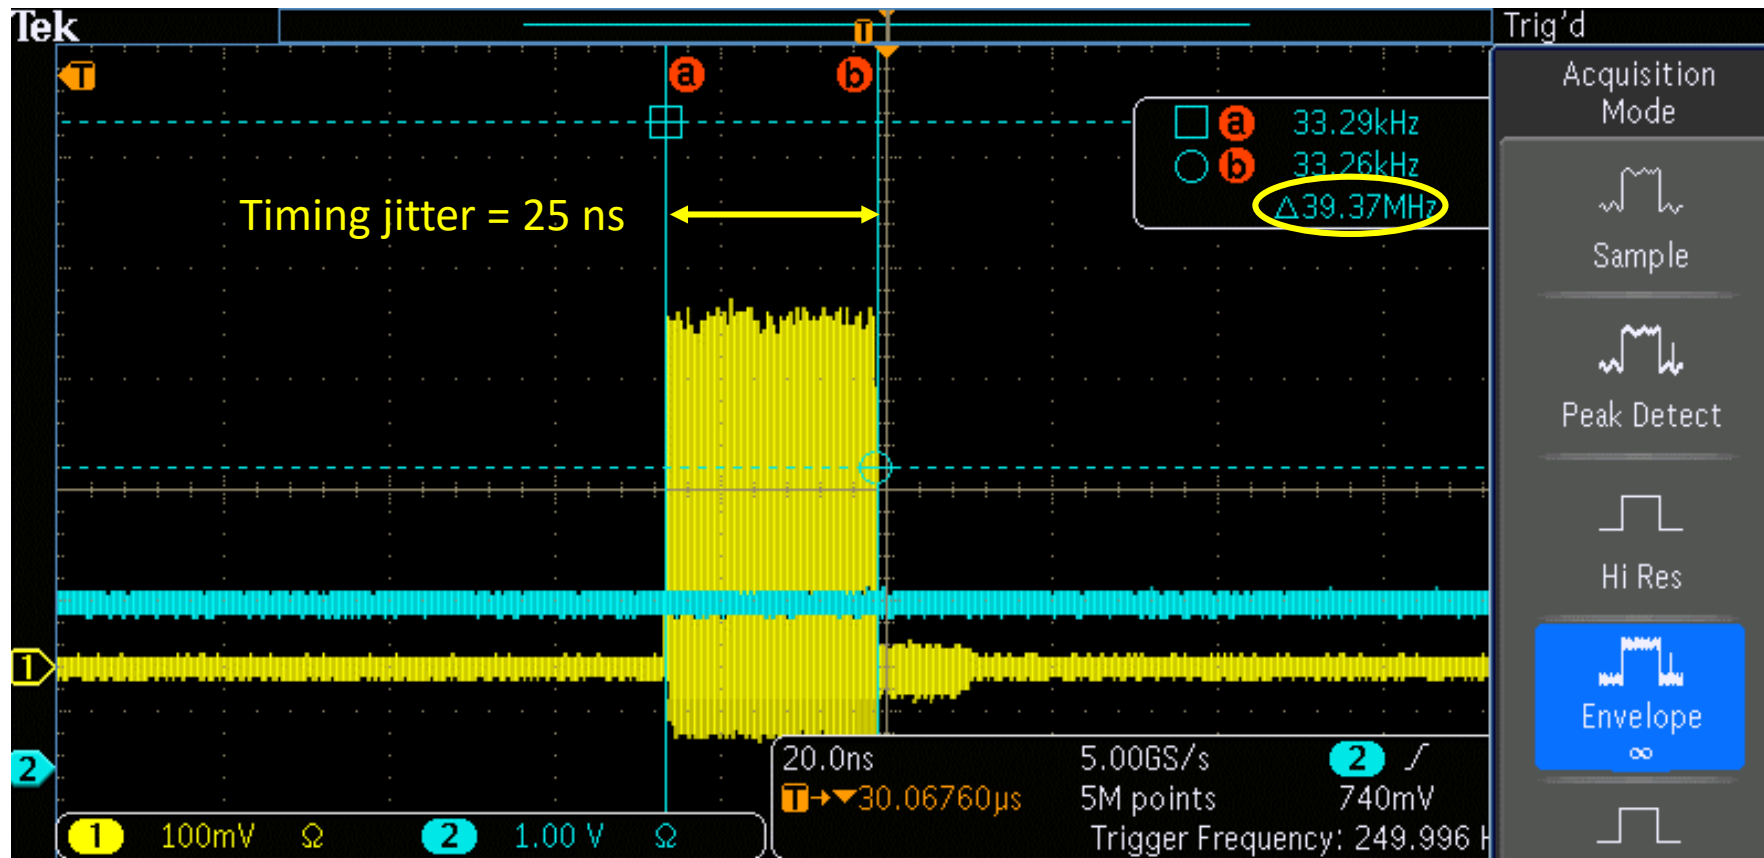 Tek
T
Trig'd
T
a
b
a 33.29kHz
b 33.26kHz
Δ39.37MHz
Timing jitter = 25 ns
Acquisition
Mode
Sample
Peak Detect
Hi Res
Envelope
∞
1
2
20.0ns
T→▼30.06760μs
5.00GS/s
5M points
2
740mV
Trigger Frequency: 249.996 H
1 100mV Ω 2 1.00 V Ω